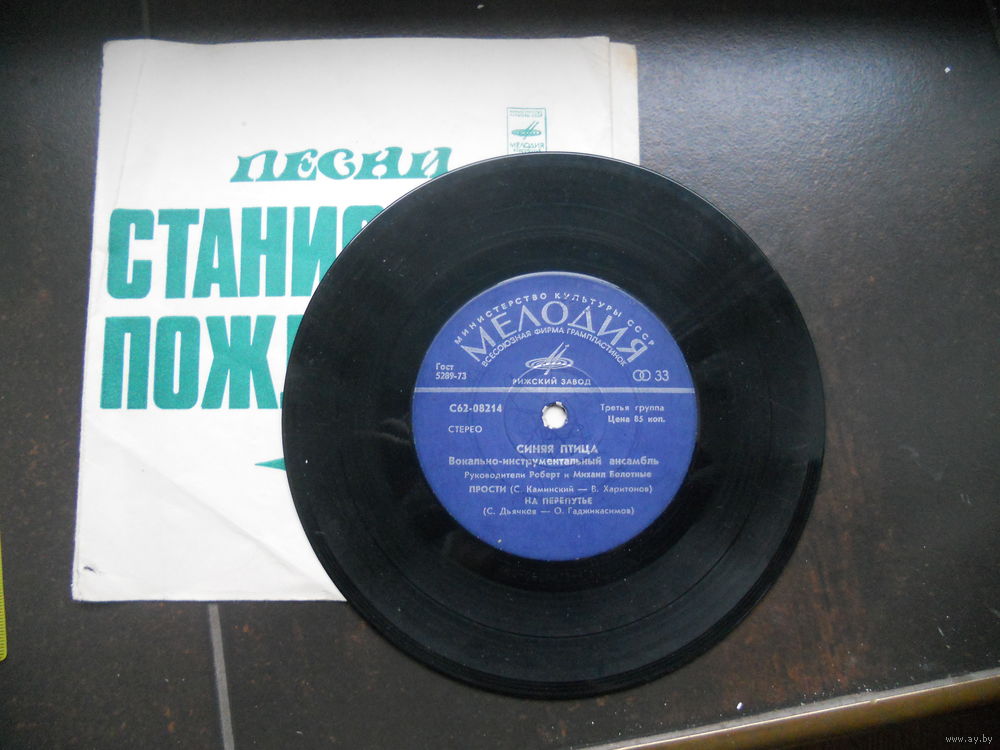 МЕЛОДИЯ
ПЕСНИ
СТАНИС
ПОЖ
МИНИСТЕРСТВО КУЛЬТУРЫ СССР
МЕЛОДИЯ
ВСЕСОЮЗНАЯ ФИРМА ГРАМПЛАСТИНОК
Гост
5289-73
РИЖСКИЙ ЗАВОД
33
С62-08214
Третья группа
Цена 85 коп.
СТЕРЕО
СИНЯЯ ПТИЦА
Вокально-инструментальный ансамбль
Руководители Роберт и Михаил Болотные
ПРОСТИ (С. Каминский — В. Харитонов)
НА ПЕРЕПУТЬЕ
(С. Дьячков — О. Гаджикасимов)
www.ay.by